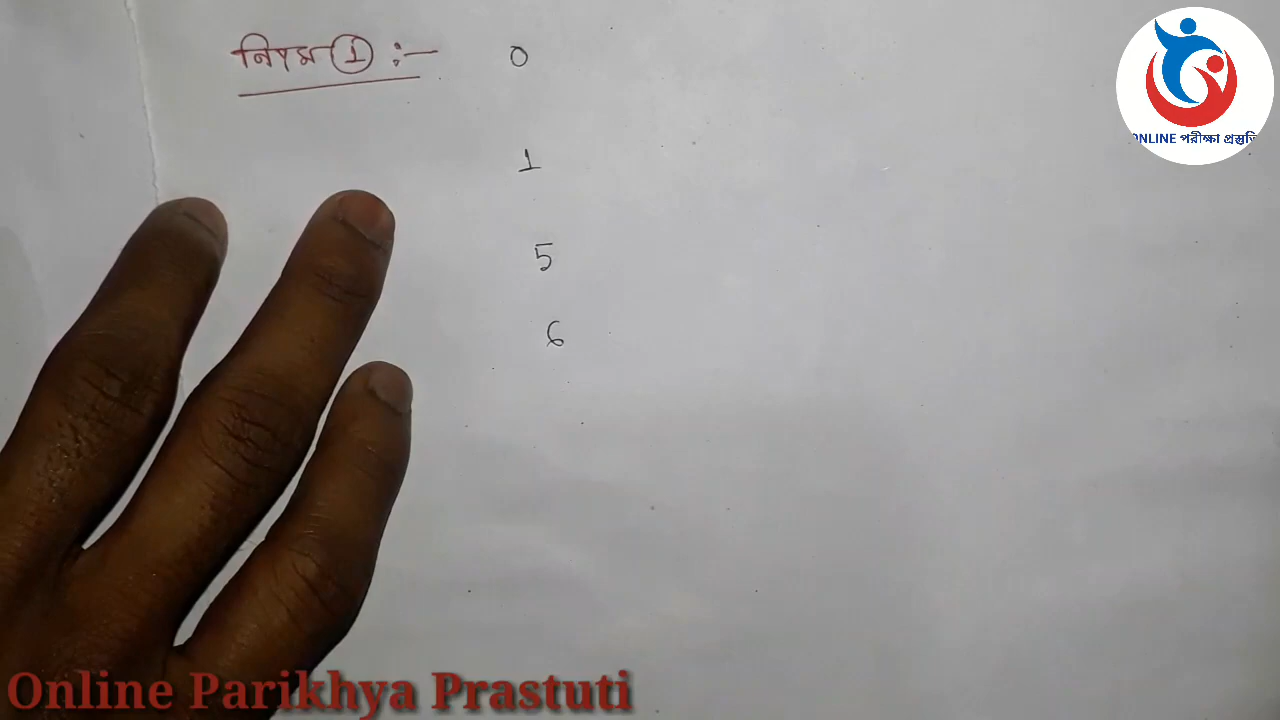 নিয়ম ① :- 0
1
5
6
ONLINE পরীক্ষা প্রস্তুতি
Online Parikhya Prastuti